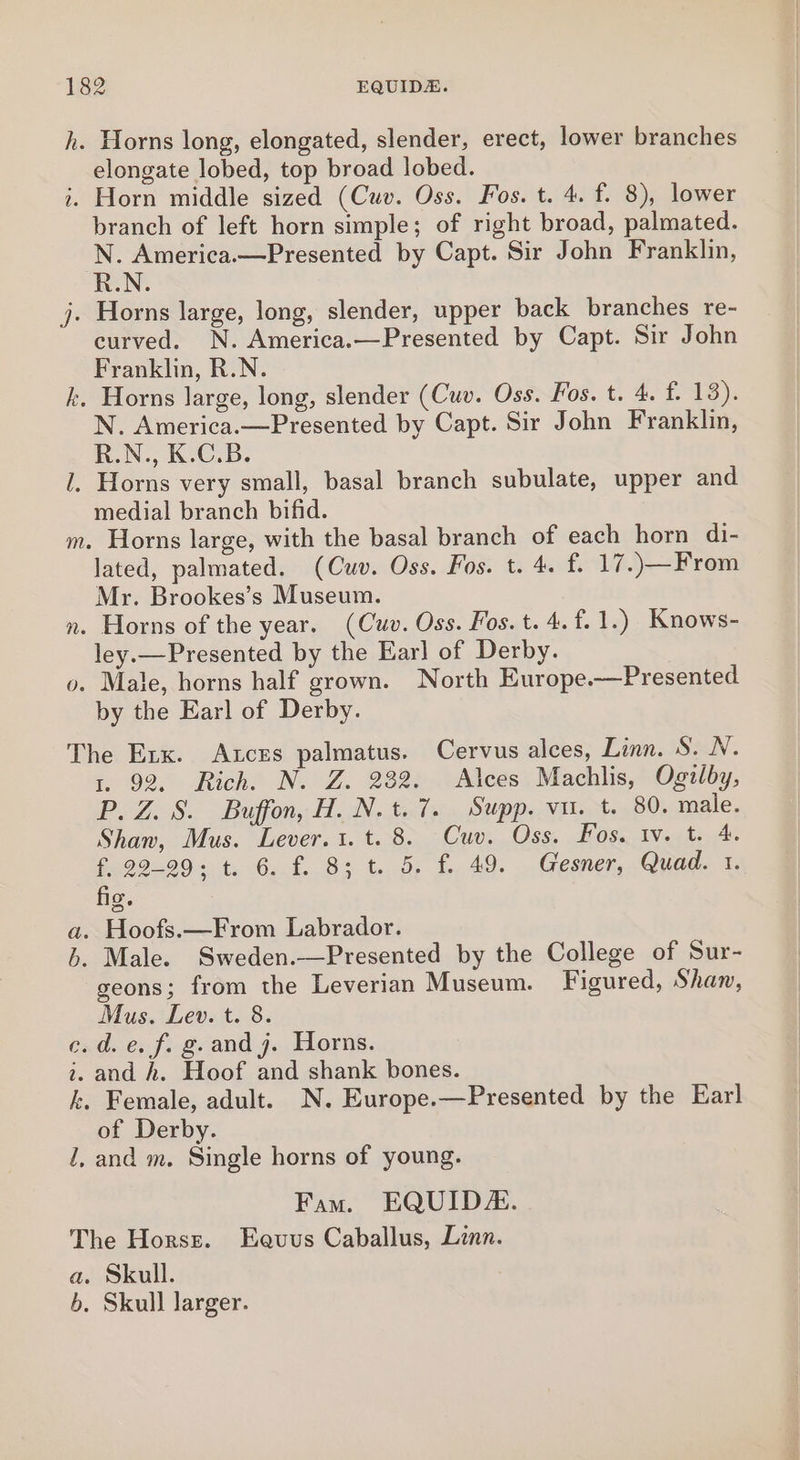 182 EQUIDÆ.
h. Horns long, elongated, slender, erect, lower branches
elongate lobed, top broad lobed.
i. Horn middle sized (Cuv. Oss. Fos. t. 4. f. 8), lower
branch of left horn simple; of right broad, palmated.
N. America.—Presented by Capt. Sir John Franklin,
R.N.
j. Horns large, long, slender, upper back branches re-
curved. N. America.—Presented by Capt. Sir John
Franklin, R.N.
k. Horns large, long, slender (Cuv. Oss. Fos. t. 4. f. 13).
N. America.—Presented by Capt. Sir John Franklin,
R.N., K.C.B.
l. Horns very small, basal branch subulate, upper and
medial branch bifid.
m. Horns large, with the basal branch of each horn di-
lated, palmated. (Cuv. Oss. Fos. t. 4. f. 17.)—From
Mr. Brookes's Museum.
n. Horns of the year. (Cuv. Oss. Fos. t. 4. f. 1.) Knows-
ley.—Presented by the Earl of Derby.
o. Male, horns half grown. North Europe.—Presented
by the Earl of Derby.
The Elk. Alces palmatus. Cervus alces, Linn. S. N.
I. 92. Rich. N. Z. 232. Alces Machlis, Ogilby,
P. Z. S. Buffon, H. N. t. 7. Supp. VII. t. 80. male.
Shaw, Mus. Lever. I. t. 8. Cuv. Oss. Fos. IV. t. 4.
f. 22–29; t. 6. f. 8; t. 5. f. 49. Gesner, Quad. I.
fig.
a. Hoofs.—From Labrador.
b. Male. Sweden.—Presented by the College of Sur-
geons; from the Leverian Museum. Figured, Shaw,
Mus. Lev. t. 8.
c. d. e. f. g. and j. Horns.
i. and h. Hoof and shank bones.
k. Female, adult. N. Europe.—Presented by the Earl
of Derby.
l. and m. Single horns of young.
Fam. EQUIDÆ.
The Horse. Equus Caballus, Linn.
a. Skull.
b. Skull larger.